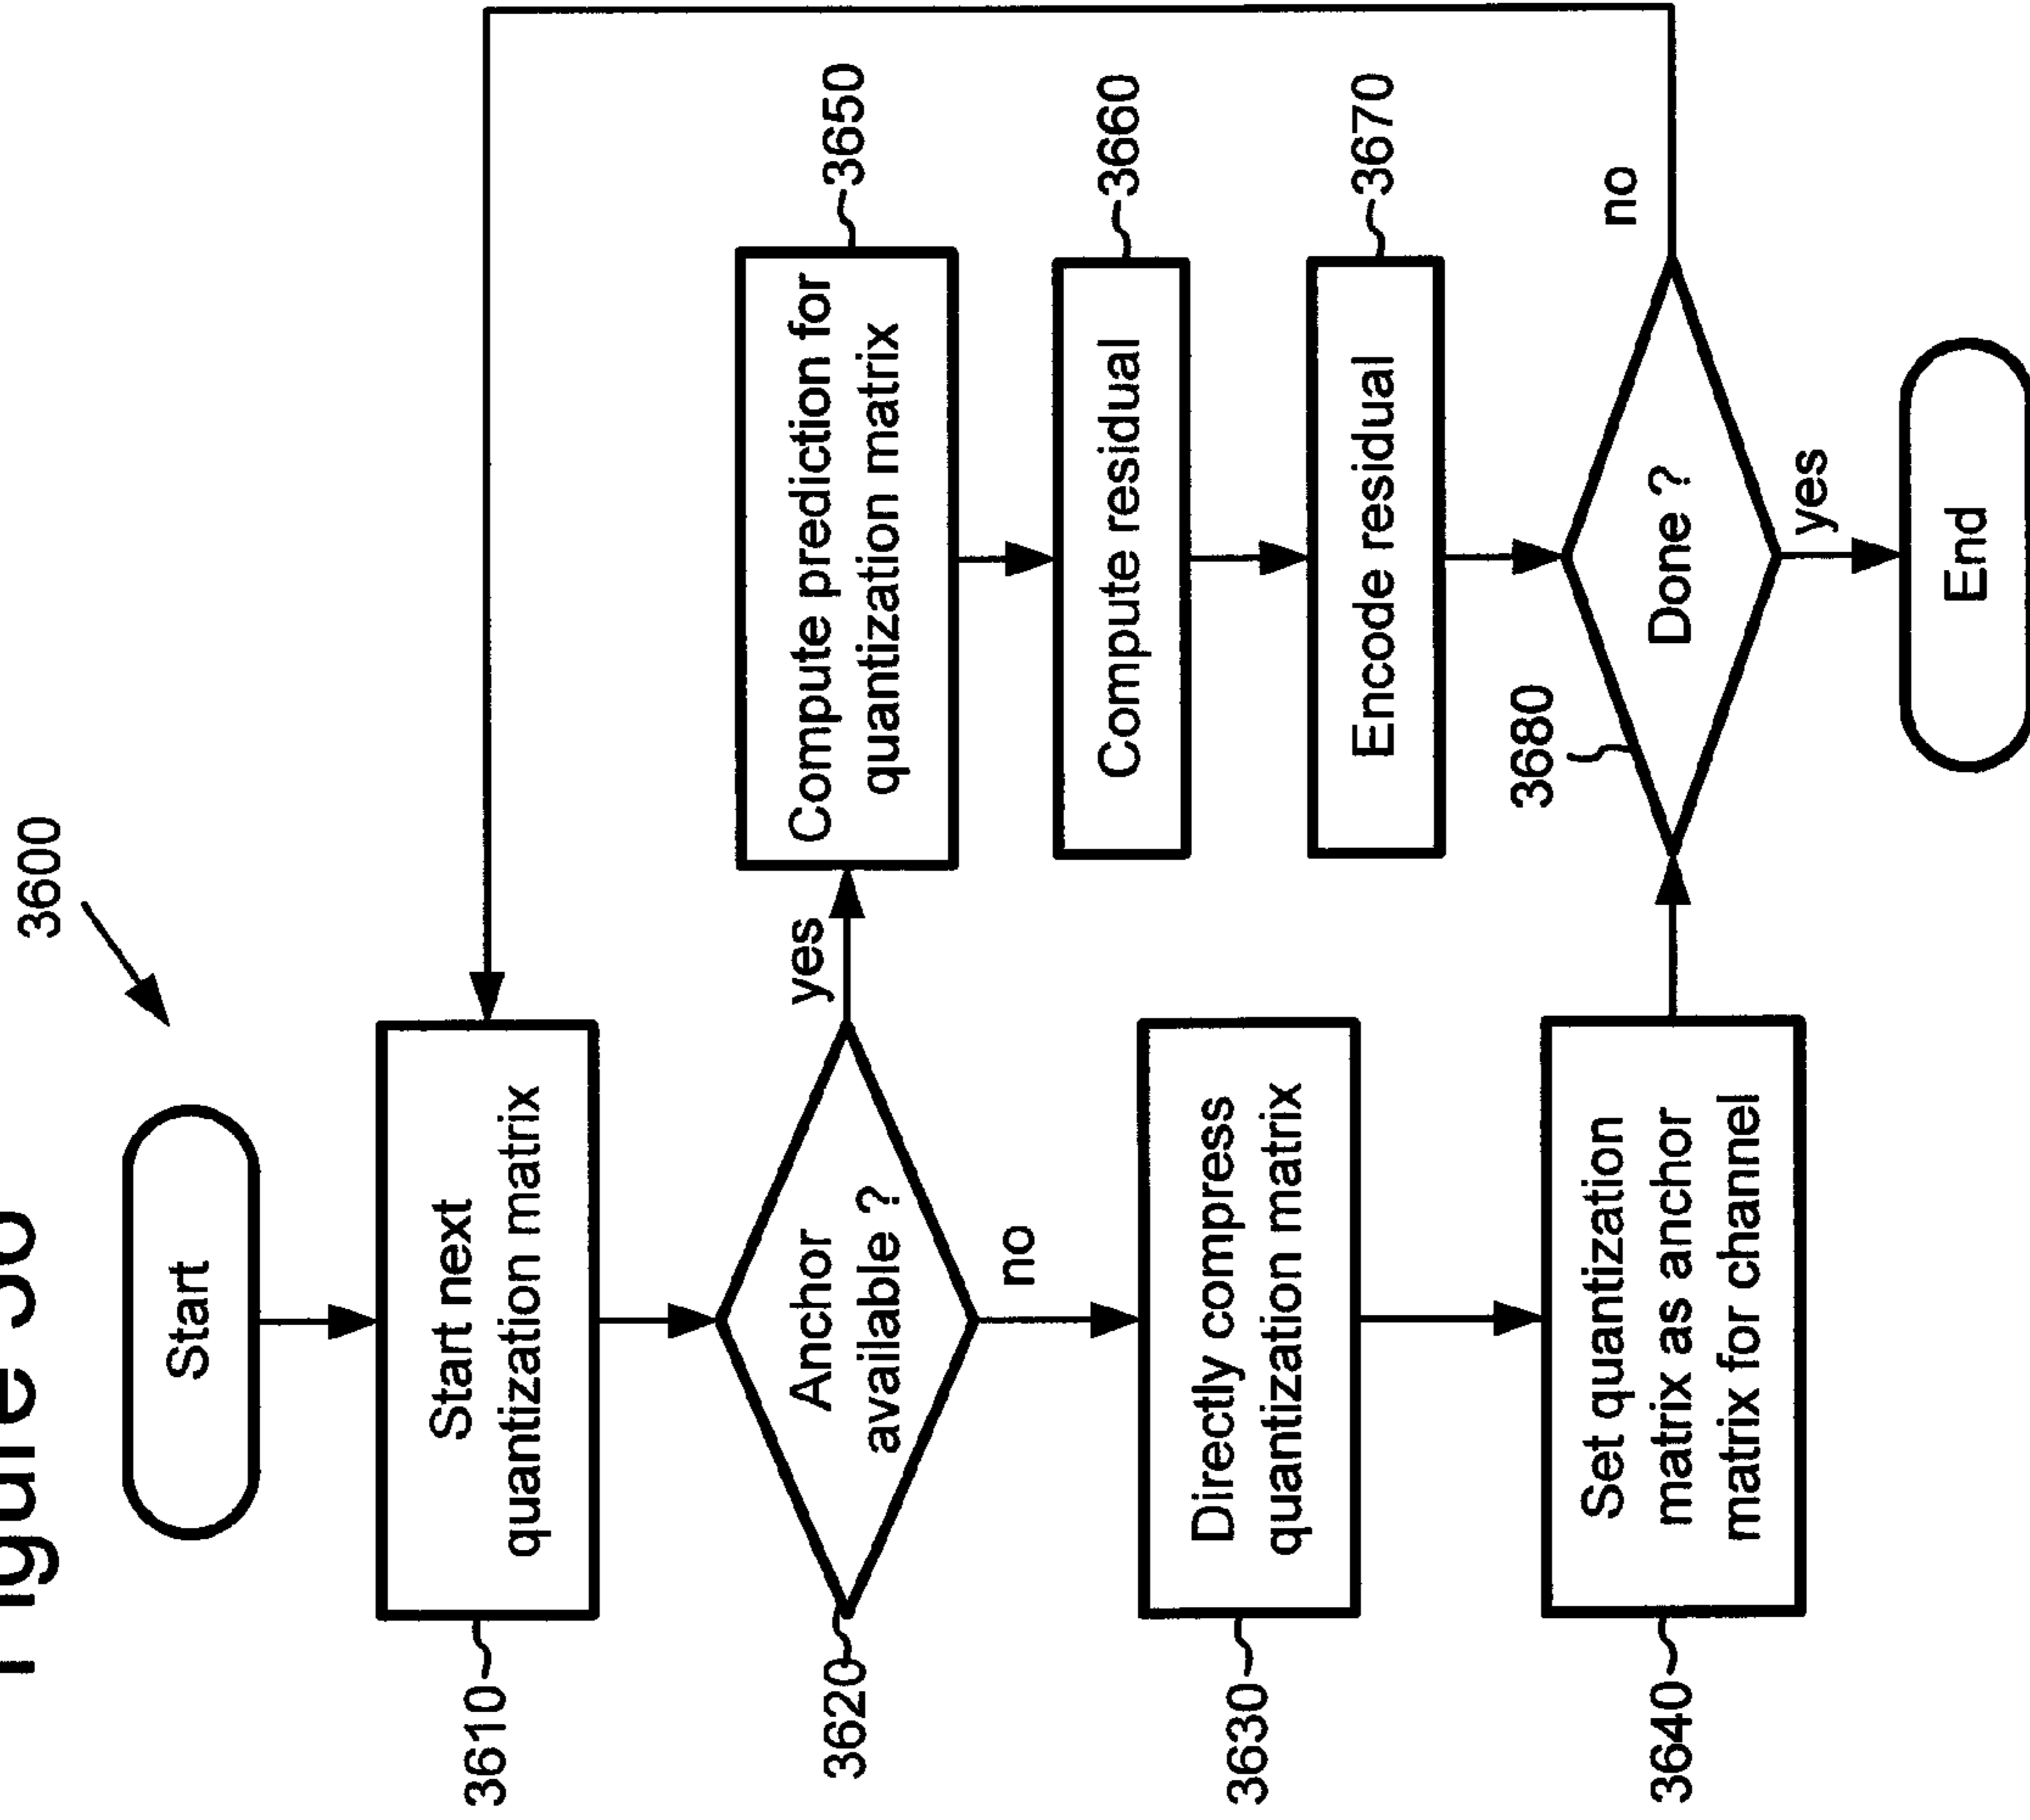 Figure 36
3600
Start
Start next
quantization matrix
3610
Anchor
available ?
3620
yes
no
Compute prediction for
quantization matrix
3650
Compute residual
3660
Encode residual
3670
Directly compress
quantization matrix
3630
Set quantization
matrix as anchor
matrix for channel
3640
Done ?
3680
no
yes
End